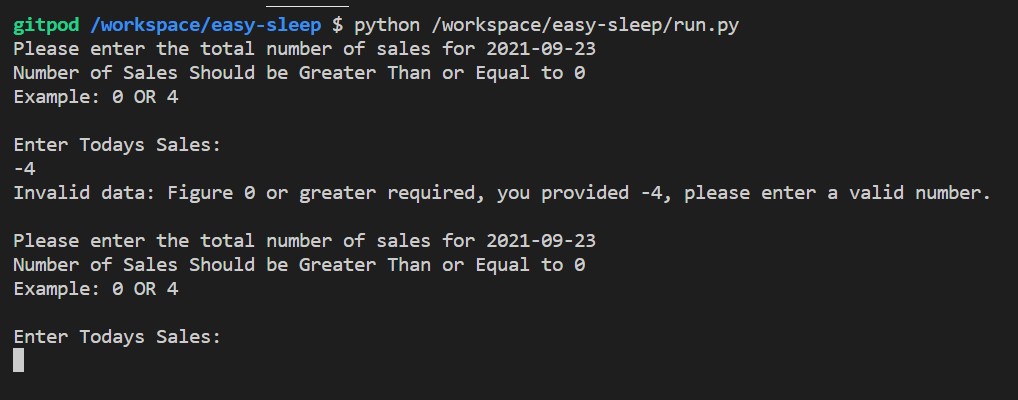 gitpod /workspace/easy-sleep $ python /workspace/easy-sleep/run.py
Please enter the total number of sales for 2021-09-23
Number of Sales Should be Greater Than or Equal to 0
Example: 0 OR 4
Enter Todays Sales:
-4
Invalid data: Figure 0 or greater required, you provided -4, please enter a valid number.
Please enter the total number of sales for 2021-09-23
Number of Sales Should be Greater Than or Equal to 0
Example: 0 OR 4
Enter Todays Sales: